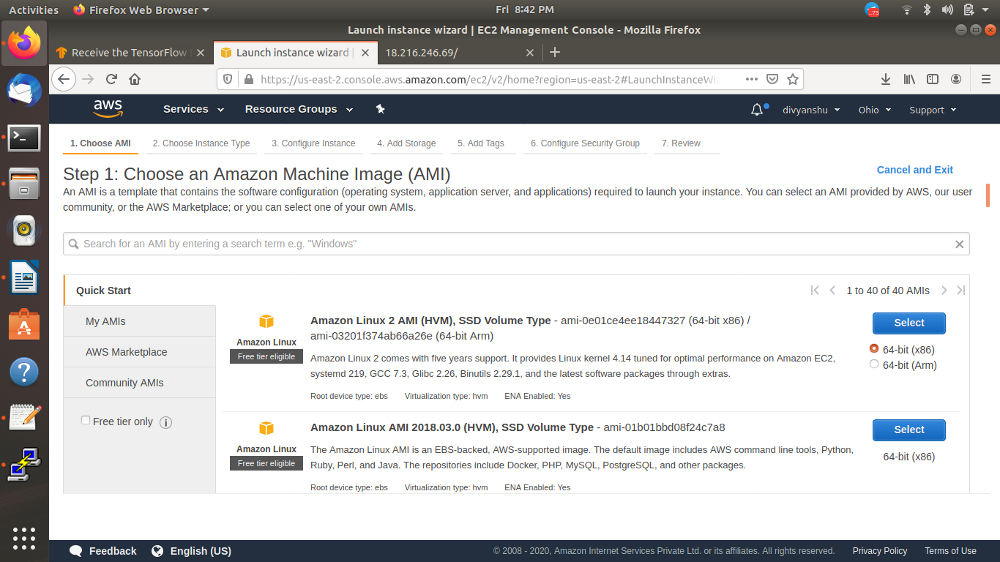 Activities Firefox Web Browser Fri 8:42 PM .73
Launch instance wizard | EC2 Management Console - Mozilla Firefox
Receive the TensorFlow Launch instance wizard | 18.216.246.69/
https://us-east-2.console.aws.amazon.com/ec2/v2/home?region=us-east-2#LaunchInstanceWiz
aws Services Resource Groups divyanshu Ohio Support
1. Choose AMI 2. Choose Instance Type 3. Configure Instance 4. Add Storage 5. Add Tags 6. Configure Security Group 7. Review
Step 1: Choose an Amazon Machine Image (AMI) Cancel and Exit
An AMI is a template that contains the software configuration (operating system, application server, and applications) required to launch your instance. You can select an AMI provided by AWS, our user
community, or the AWS Marketplace; or you can select one of your own AMIs.
Search for an AMI by entering a search term e.g. "Windows"
Quick Start 1 to 40 of 40 AMIs
My AMIs
AWS Marketplace
Community AMIs
Free tier only
Amazon Linux
Free tier eligible
Amazon Linux 2 AMI (HVM), SSD Volume Type - ami-0e01ce4ee18447327 (64-bit x86) /
ami-03201f374ab66a26e (64-bit Arm)
Amazon Linux 2 comes with five years support. It provides Linux kernel 4.14 tuned for optimal performance on Amazon EC2,
systemd 219, GCC 7.3, Glibc 2.26, Binutils 2.29.1, and the latest software packages through extras.
Root device type: ebs Virtualization type: hvm ENA Enabled: Yes
Select
64-bit (x86)
64-bit (Arm)
Amazon Linux
Free tier eligible
Amazon Linux AMI 2018.03.0 (HVM), SSD Volume Type - ami-01b01bbd08f24c7a8
The Amazon Linux AMI is an EBS-backed, AWS-supported image. The default image includes AWS command line tools, Python,
Ruby, Perl, and Java. The repositories include Docker, PHP, MySQL, PostgreSQL, and other packages.
Root device type: ebs Virtualization type: hvm ENA Enabled: Yes
Select
64-bit (x86)
Feedback English (US) © 2008 - 2020, Amazon Internet Services Private Ltd. or its affiliates. All rights reserved. Privacy Policy Terms of Use